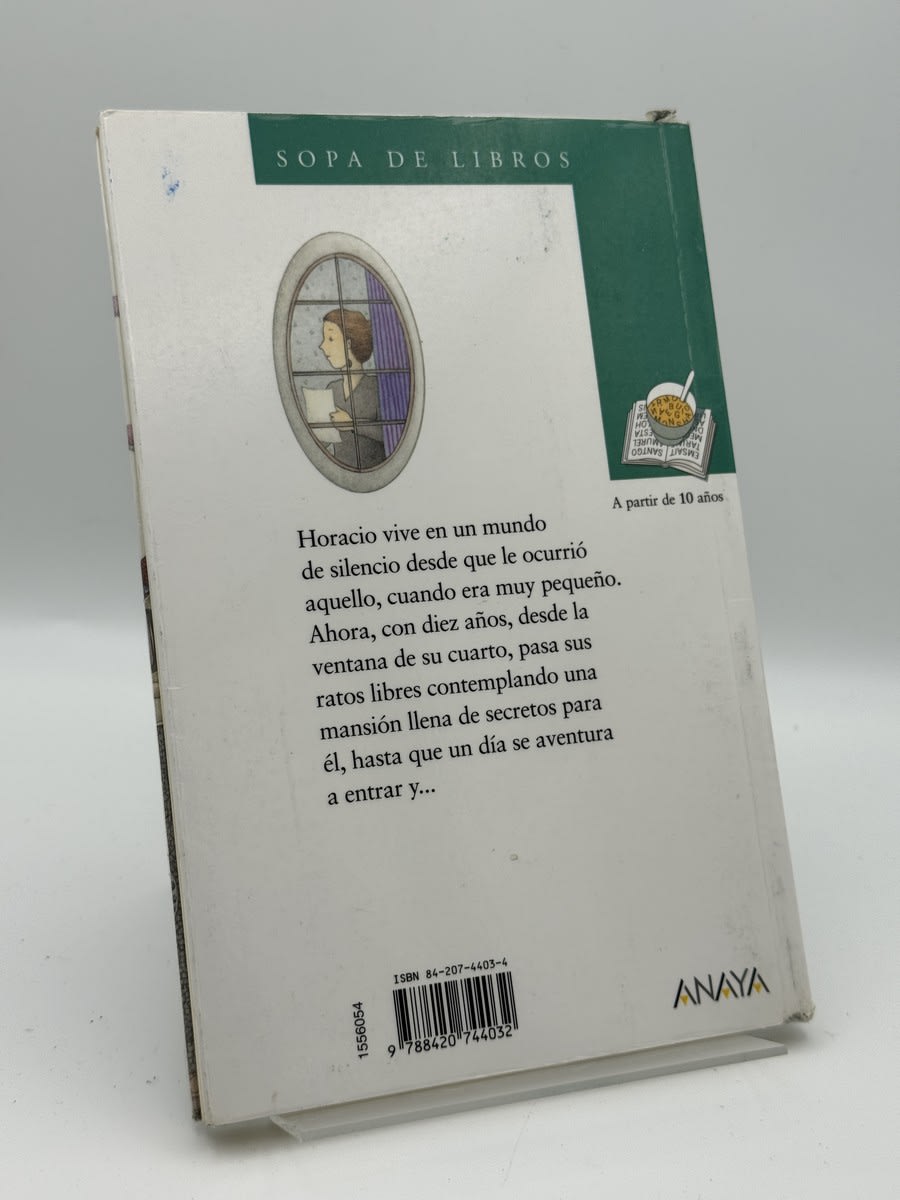 SOPA DE LIBROS
A partir de 10 años
Horacio vive en un mundo
de silencio desde que le ocurrió
aquello, cuando era muy pequeño.
Ahora, con diez años, desde la
ventana de su cuarto, pasa sus
ratos libres contemplando una
mansión llena de secretos para
él, hasta que un día se aventura
a entrar y...
ISBN 84-207-4403-4
9 788420 744032
1556054
ANAYA